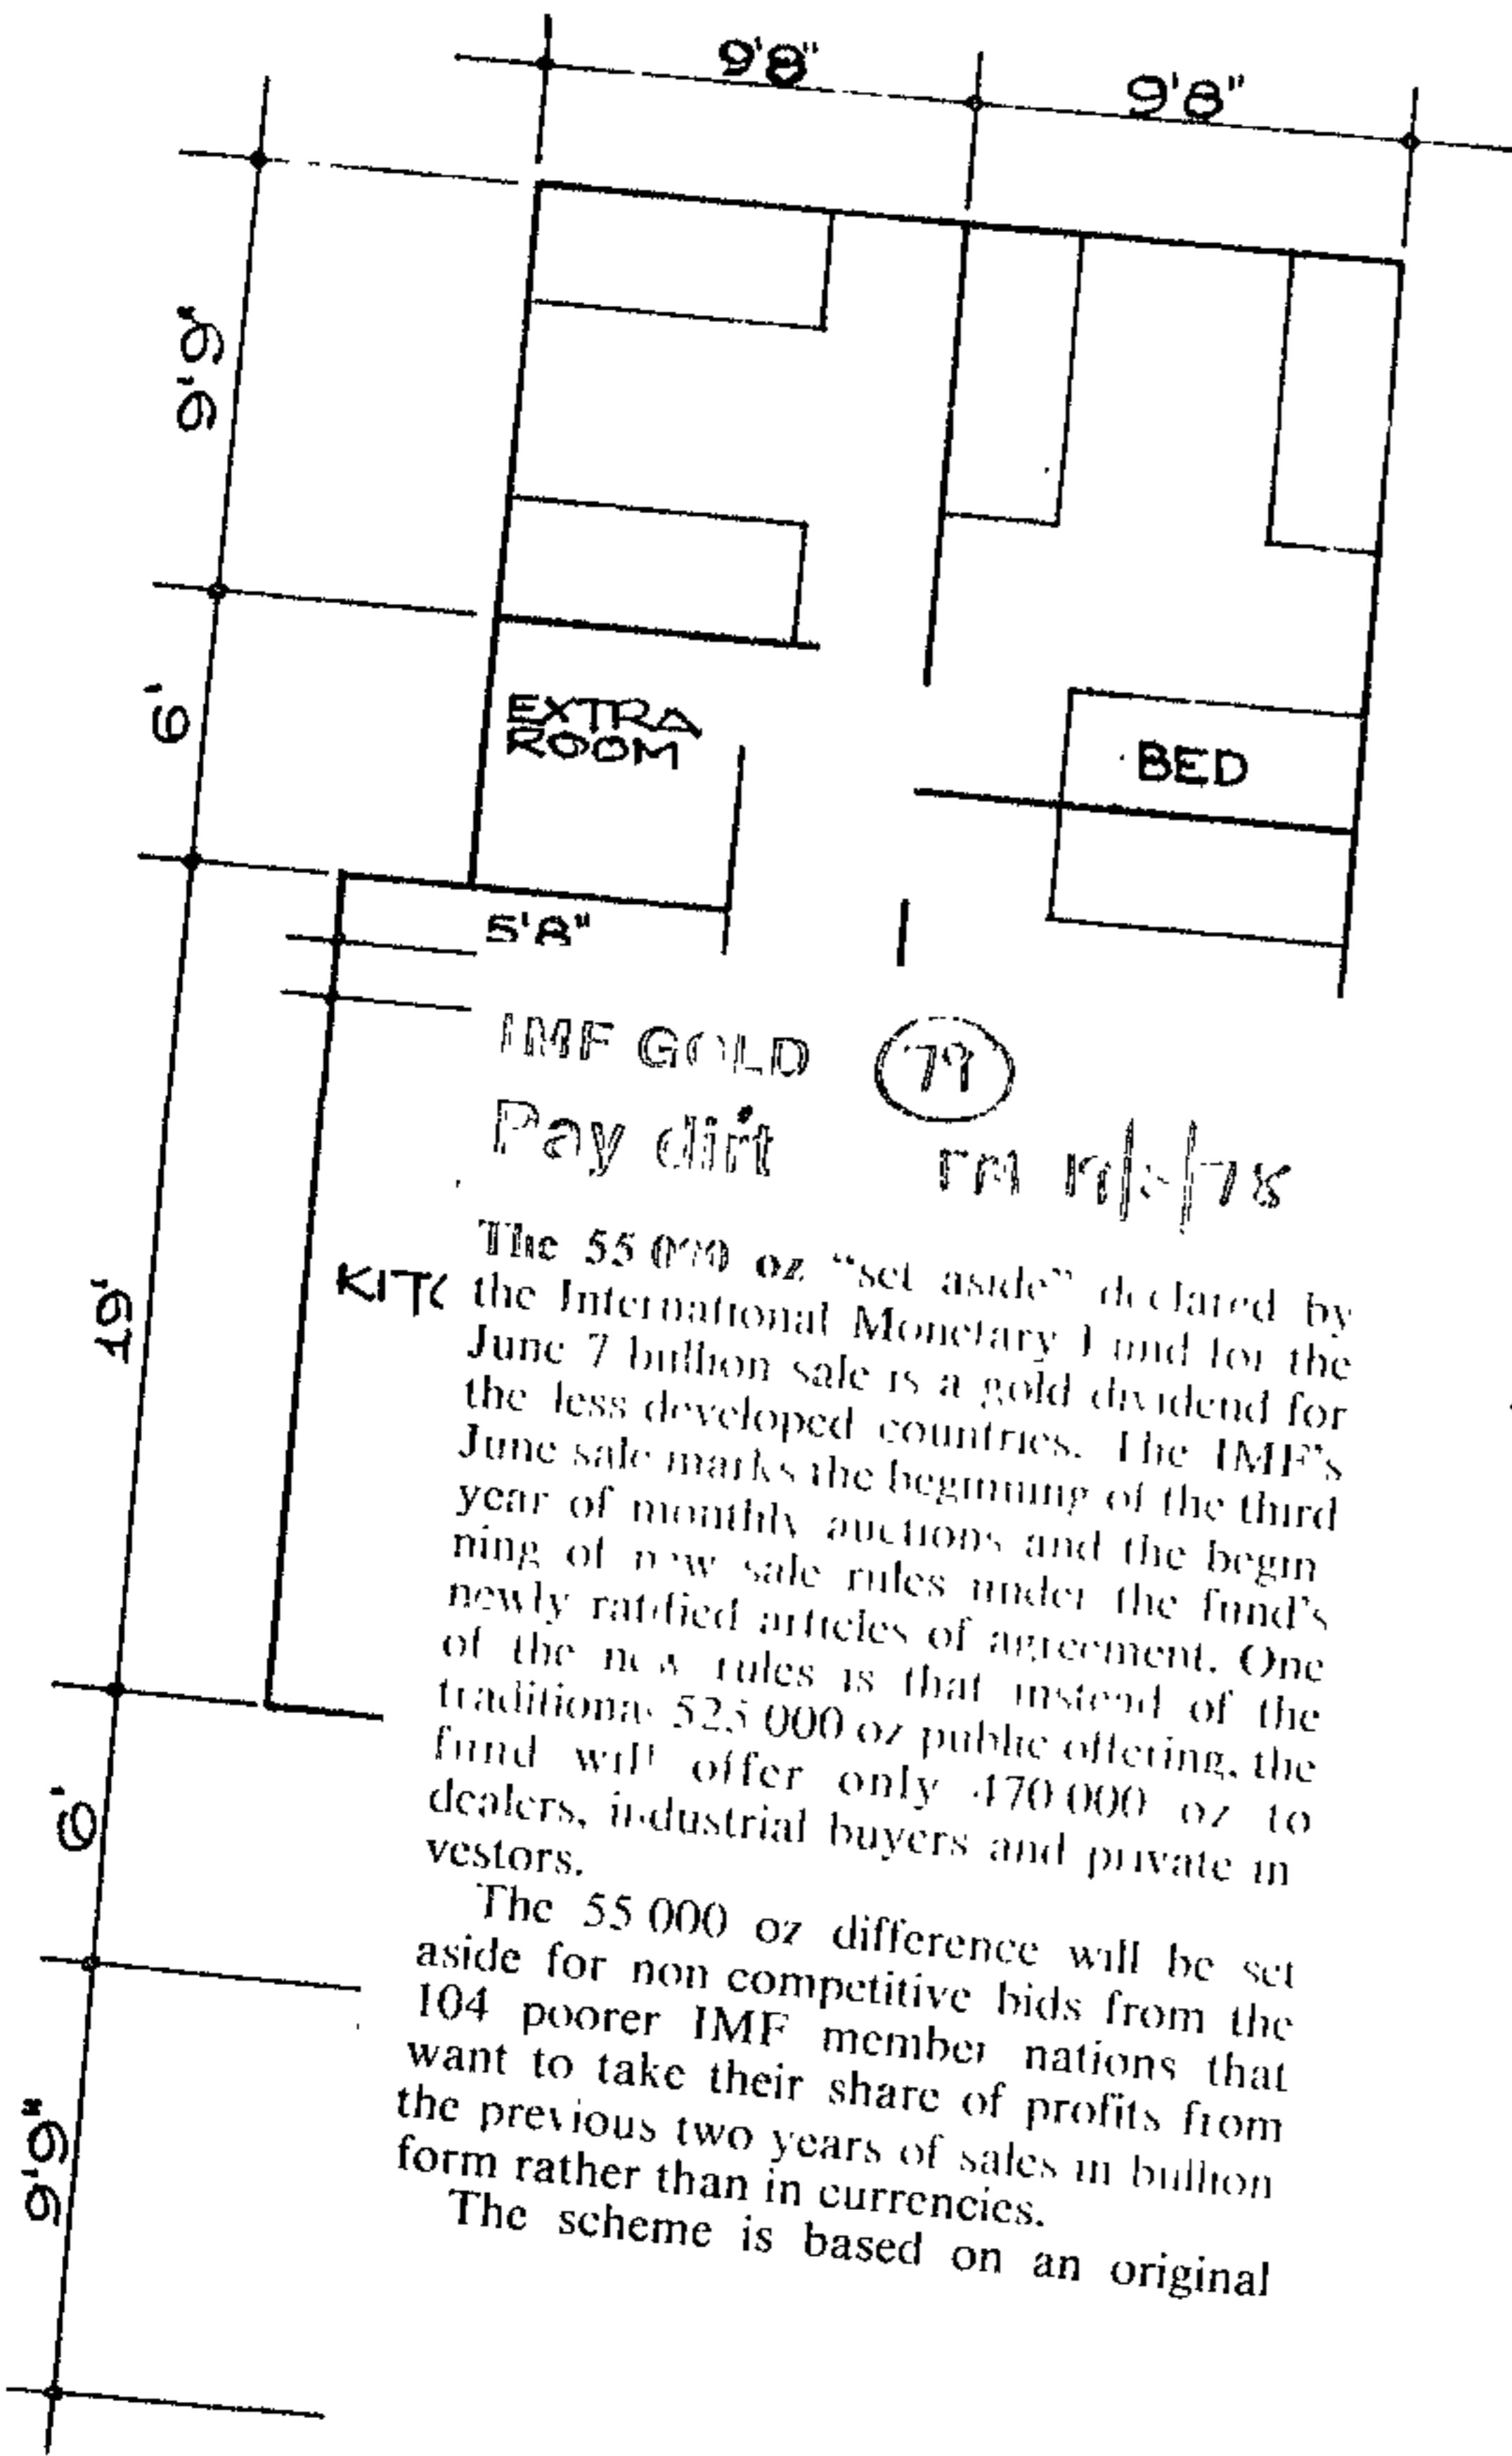 9'8"
9'8"
9'9"
6'
EXTRA
ROOM
BED
5'8"
IMF GOLD
79
Pay dirt
19'
KITC
The 55 000 oz “set aside” declared by
the International Monetary Fund for the
June 7 bullion sale is a gold dividend for
the less developed countries. The IMF's
June sale marks the beginning of the third
year of monthly auctions and the begin
ning of new sale rules under the fund's
newly ratified articles of agreement. One
of the new rules is that instead of the
traditional 525 000 oz public offering, the
fund will offer only 470 000 oz to
dealers, industrial buyers and private in
vestors.
The 55 000 oz difference will be set
aside for non competitive bids from the
104 poorer IMF member nations that
want to take their share of profits from
the previous two years of sales in bullion
form rather than in currencies.
The scheme is based on an original
6'
9'9"